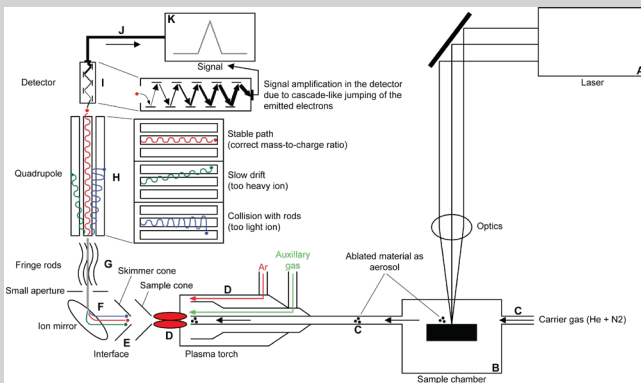 K
J
Signal
A
Laser
Detector
I
Signal amplification in the detector
due to cascade-like jumping of the
emitted electrons
Stable path
(correct mass-to-charge ratio)
Quadrupole
H
Slow drift
(too heavy ion)
Collision with rods
(too light ion)
Optics
Fringe rods
G
Skimmer cone
Sample cone
Auxillary
gas
Ar
Ablated material as
aerosol
Small aperture
D
F
Ion mirror
E
Interface
D
Plasma torch
C
C
Carrier gas (He + N2)
B
Sample chamber